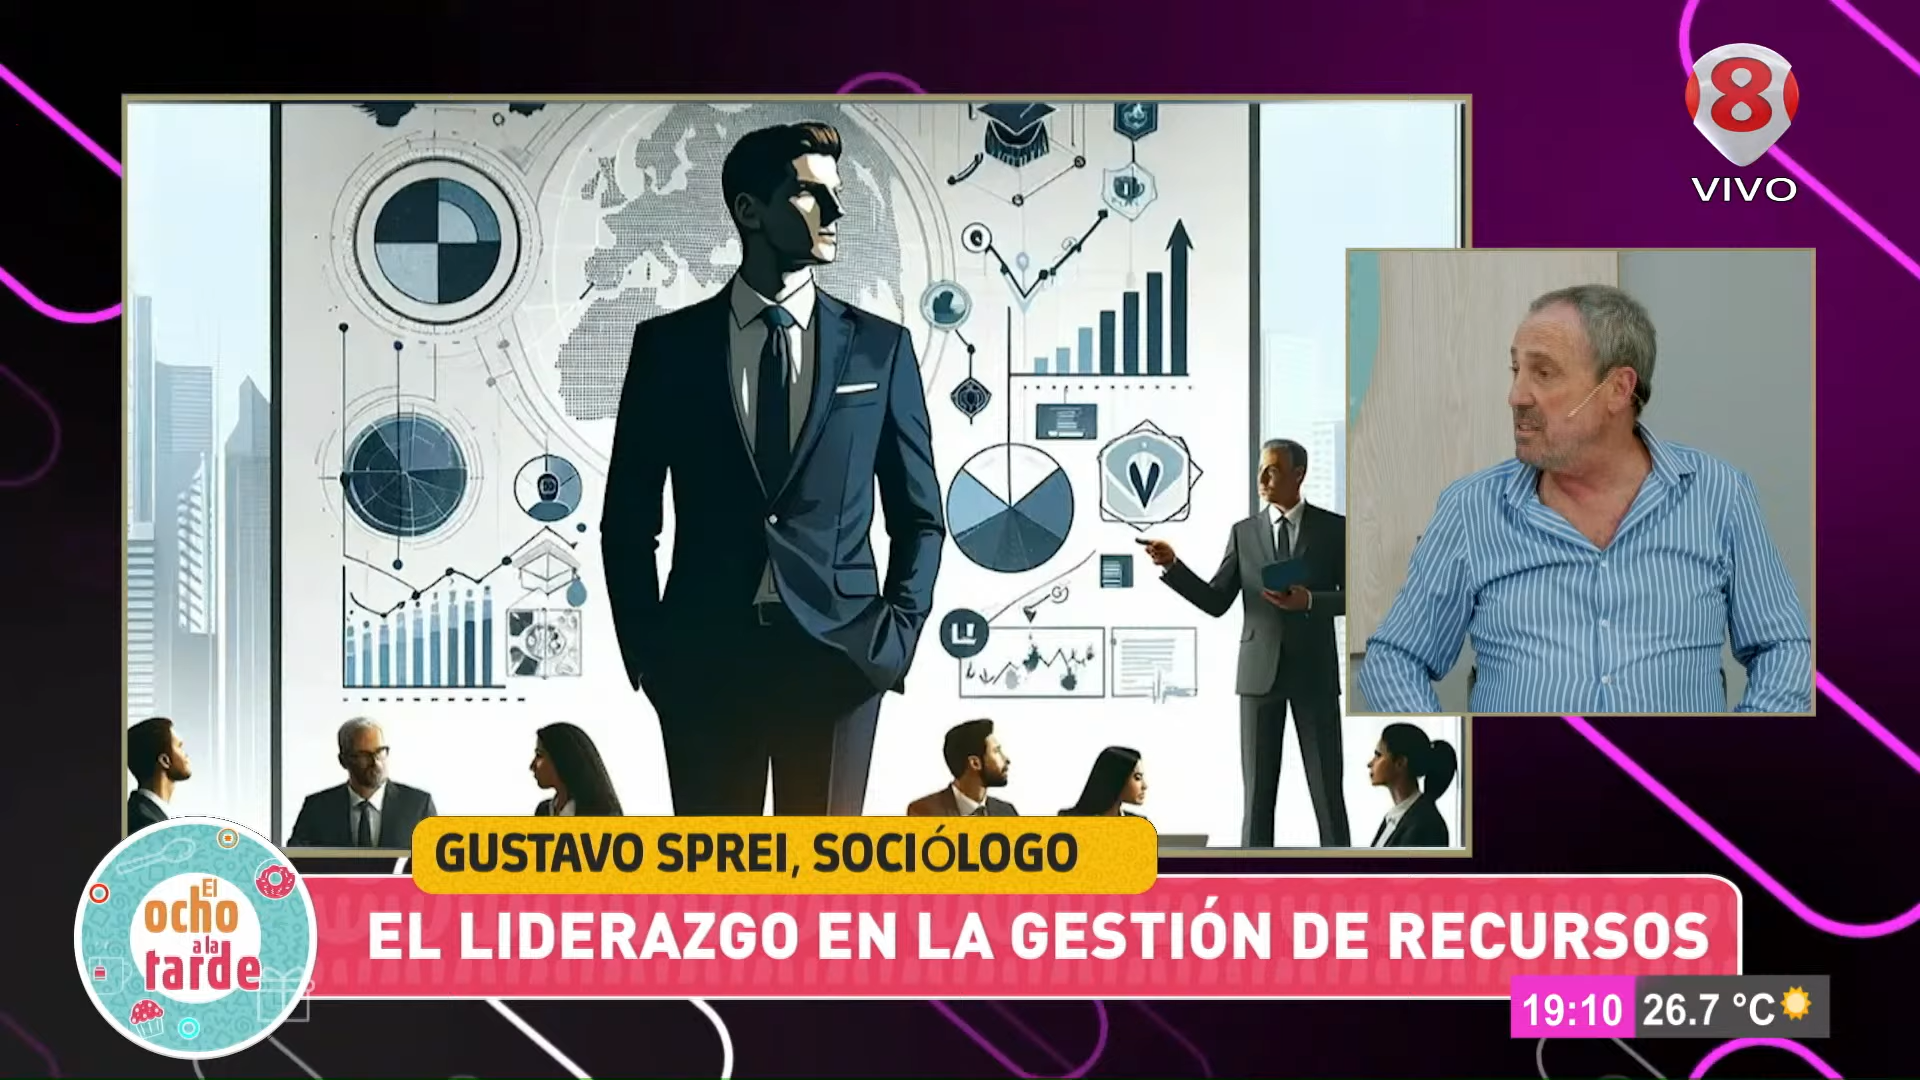 8
VIVO
GUSTAVO SPREI, SOCIÓLOGO
EL LIDERAZGO EN LA GESTIÓN DE RECURSOS
El
ocho
a la
tarde
19:10 26.7 °C